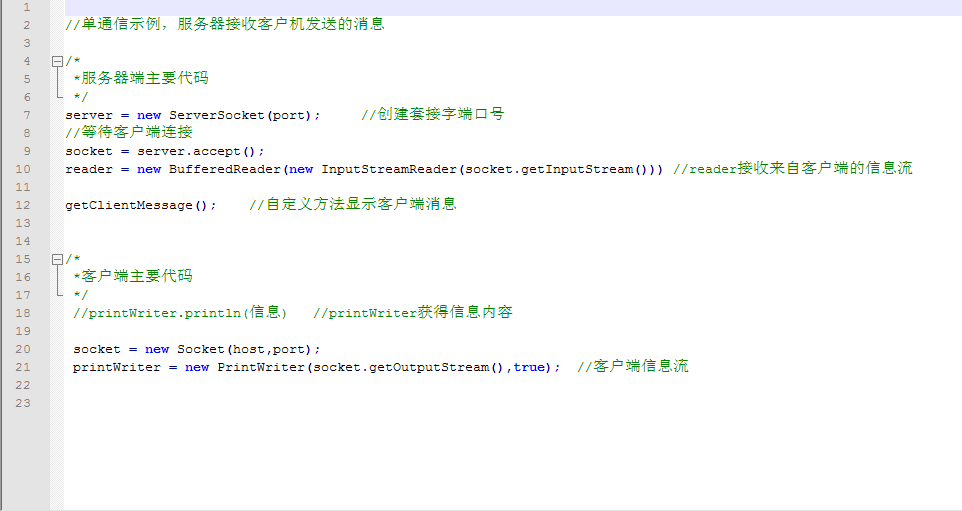 1
2 //单通信示例，服务器接收客户机发送的消息
3
4 /*
5 *服务器端主要代码
6 */
7 server = new ServerSocket(port); //创建套接字端口号
8 //等待客户端连接
9 socket = server.accept();
10 reader = new BufferedReader(new InputStreamReader(socket.getInputStream())) //reader接收来自客户端的信息流
11
12 getClientMessage(); //自定义方法显示客户端消息
13
14
15 /*
16 *客户端主要代码
17 */
18 //printWriter.println(信息) //printWriter获得信息内容
19
20 socket = new Socket(host,port);
21 printWriter = new PrintWriter(socket.getOutputStream(),true); //客户端信息流
22
23